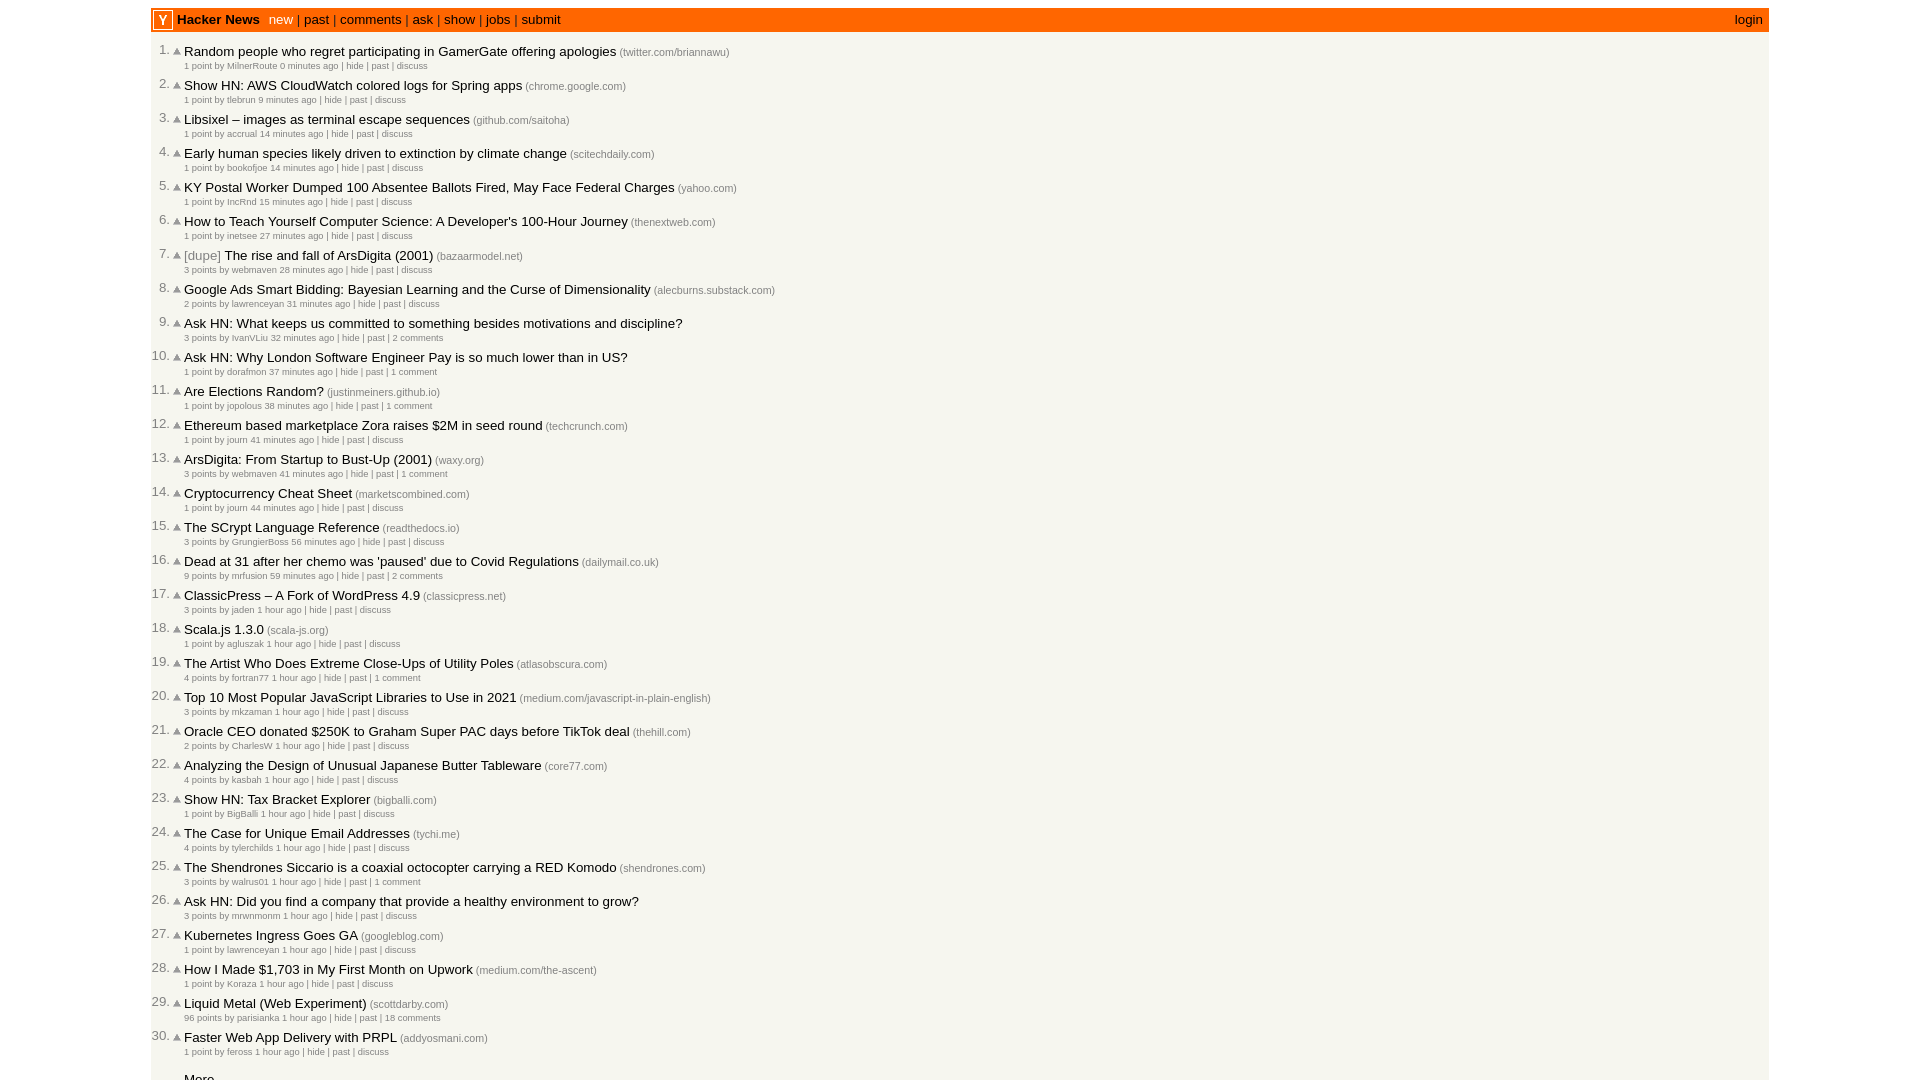 Y Hacker News new | past | comments | ask | show | jobs | submit login
1. Random people who regret participating in GamerGate offering apologies (twitter.com/briannawu)
1 point by MilnerRoute 0 minutes ago | hide | past | discuss
2. Show HN: AWS CloudWatch colored logs for Spring apps (chrome.google.com)
1 point by tlebrun 9 minutes ago | hide | past | discuss
3. Libsixel – images as terminal escape sequences (github.com/saitoha)
1 point by accrual 14 minutes ago | hide | past | discuss
4. Early human species likely driven to extinction by climate change (scitechdaily.com)
1 point by bookofjoe 14 minutes ago | hide | past | discuss
5. KY Postal Worker Dumped 100 Absentee Ballots Fired, May Face Federal Charges (yahoo.com)
1 point by IncRnd 15 minutes ago | hide | past | discuss
6. How to Teach Yourself Computer Science: A Developer's 100-Hour Journey (thenextweb.com)
1 point by inetsee 27 minutes ago | hide | past | discuss
7. [dupe] The rise and fall of ArsDigita (2001) (bazaarmodel.net)
3 points by webmaven 28 minutes ago | hide | past | discuss
8. Google Ads Smart Bidding: Bayesian Learning and the Curse of Dimensionality (alecburns.substack.com)
2 points by lawrenceyan 31 minutes ago | hide | past | discuss
9. Ask HN: What keeps us committed to something besides motivations and discipline?
3 points by IvanVLiu 32 minutes ago | hide | past | 2 comments
10. Ask HN: Why London Software Engineer Pay is so much lower than in US?
1 point by dorafmon 37 minutes ago | hide | past | 1 comment
11. Are Elections Random? (justinmeiners.github.io)
1 point by jopolous 38 minutes ago | hide | past | 1 comment
12. Ethereum based marketplace Zora raises $2M in seed round (techcrunch.com)
1 point by journ 41 minutes ago | hide | past | discuss
13. ArsDigita: From Startup to Bust-Up (2001) (waxy.org)
3 points by webmaven 41 minutes ago | hide | past | 1 comment
14. Cryptocurrency Cheat Sheet (marketscombined.com)
1 point by journ 44 minutes ago | hide | past | discuss
15. The SCrypt Language Reference (readthedocs.io)
3 points by GrungierBoss 56 minutes ago | hide | past | discuss
16. Dead at 31 after her chemo was 'paused' due to Covid Regulations (dailymail.co.uk)
9 points by mrfusion 59 minutes ago | hide | past | 2 comments
17. ClassicPress – A Fork of WordPress 4.9 (classicpress.net)
3 points by jaden 1 hour ago | hide | past | discuss
18. Scala.js 1.3.0 (scala-js.org)
1 point by agluszak 1 hour ago | hide | past | discuss
19. The Artist Who Does Extreme Close-Ups of Utility Poles (atlasobscura.com)
4 points by fortran77 1 hour ago | hide | past | 1 comment
20. Top 10 Most Popular JavaScript Libraries to Use in 2021 (medium.com/javascript-in-plain-english)
3 points by mkzaman 1 hour ago | hide | past | discuss
21. Oracle CEO donated $250K to Graham Super PAC days before TikTok deal (thehill.com)
2 points by CharlesW 1 hour ago | hide | past | discuss
22. Analyzing the Design of Unusual Japanese Butter Tableware (core77.com)
4 points by kasbah 1 hour ago | hide | past | discuss
23. Show HN: Tax Bracket Explorer (bigballi.com)
1 point by BigBalli 1 hour ago | hide | past | discuss
24. The Case for Unique Email Addresses (tychi.me)
4 points by tylerchilds 1 hour ago | hide | past | discuss
25. The Shendrones Siccario is a coaxial octocopter carrying a RED Komodo (shendrones.com)
3 points by walrus01 1 hour ago | hide | past | 1 comment
26. Ask HN: Did you find a company that provide a healthy environment to grow?
3 points by mrwnmonm 1 hour ago | hide | past | discuss
27. Kubernetes Ingress Goes GA (googleblog.com)
1 point by lawrenceyan 1 hour ago | hide | past | discuss
28. How I Made $1,703 in My First Month on Upwork (medium.com/the-ascent)
1 point by Koraza 1 hour ago | hide | past | discuss
29. Liquid Metal (Web Experiment) (scottdarby.com)
96 points by parisianka 1 hour ago | hide | past | 18 comments
30. Faster Web App Delivery with PRPL (addyosmani.com)
1 point by feross 1 hour ago | hide | past | discuss
More